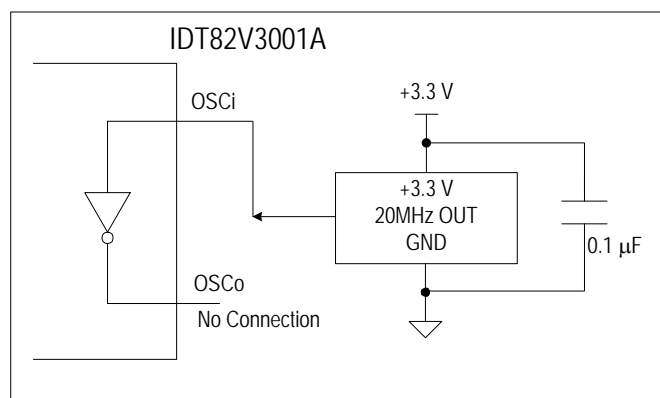 IDT82V3001A
OSCi
+3.3 V
+3.3 V
20MHz OUT
GND
0.1 µF
OSCo
No Connection